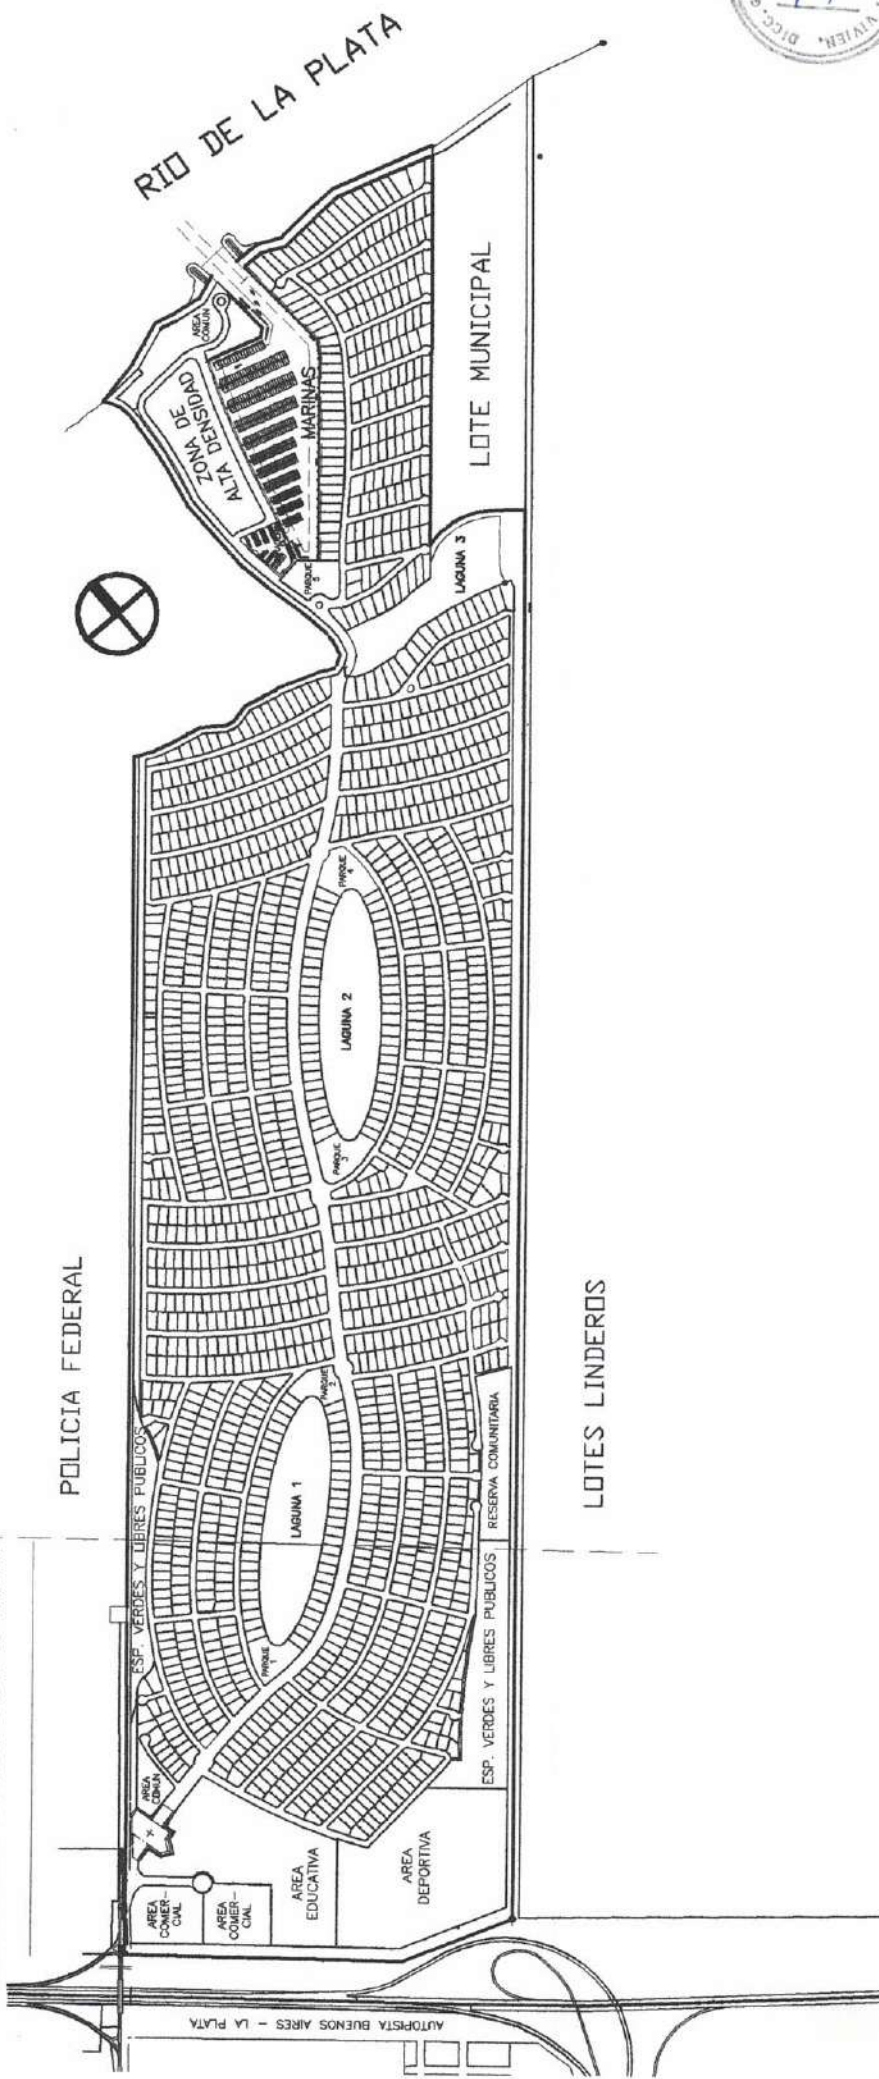 VIVIEN. DICC. G
RIO DE LA PLATA
AREA
COMUN
ZONA DE
ALTA DENSIDAD
MARINAS
LOTE MUNICIPAL
PARQUE
5
LAGUNA 3
PARQUE
4
LAGUNA 2
PARQUE
3
POLICIA FEDERAL
LOTES LINDEROS
PARQUE
2
LAGUNA 1
PARQUE
1
RESERVA COMUNITARIA
ESP. VERDES Y LIBRES PUBLICOS
ESP. VERDES Y LIBRES PUBLICOS
AREA
COMUN
AREA
COMER-
CIAL
AREA
COMER-
CIAL
AREA
EDUCATIVA
AREA
DEPORTIVA
AUTOPISTA BUENOS AIRES - LA PLATA